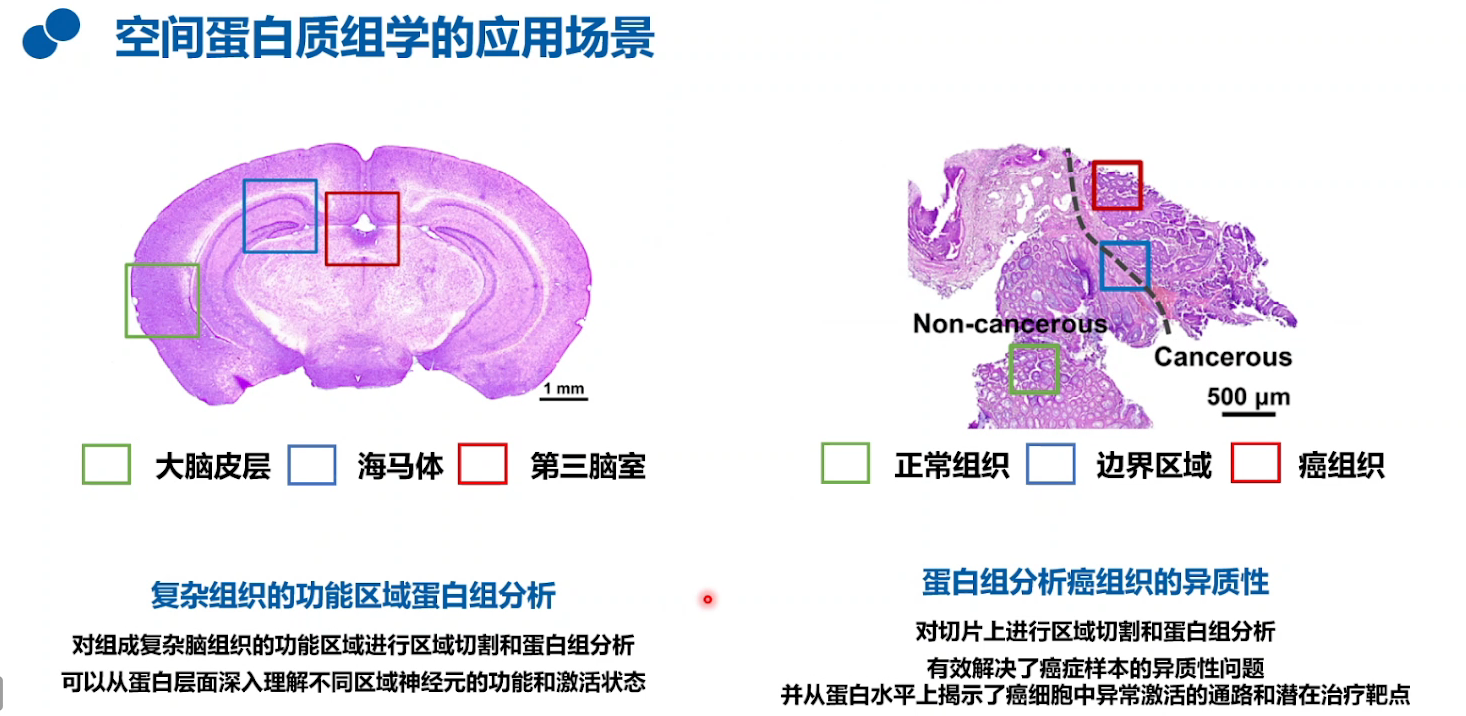 空间蛋白质组学的应用场景
1 mm
大脑皮层 海马体 第三脑室
复杂组织的功能区域蛋白组分析
对组成复杂脑组织的功能区域进行区域切割和蛋白组分析
可以从蛋白层面深入理解不同区域神经元的功能和激活状态
Non-cancerous
Cancerous
500 μm
正常组织 边界区域 癌组织
蛋白组分析癌组织的异质性
对切片上进行区域切割和蛋白组分析
有效解决了癌症样本的异质性问题
并从蛋白水平上揭示了癌细胞中异常激活的通路和潜在治疗靶点